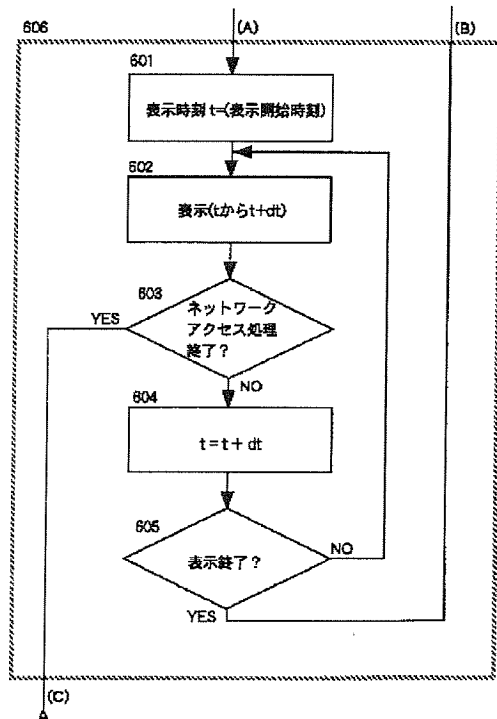 606
(A)
(B)
601
表示時刻 t=(表示開始時刻)
602
表示(tからt+dt)
603
YES
ネットワーク
アクセス処理
終了？
NO
604
t=t+dt
605
表示終了？
NO
YES
(C)